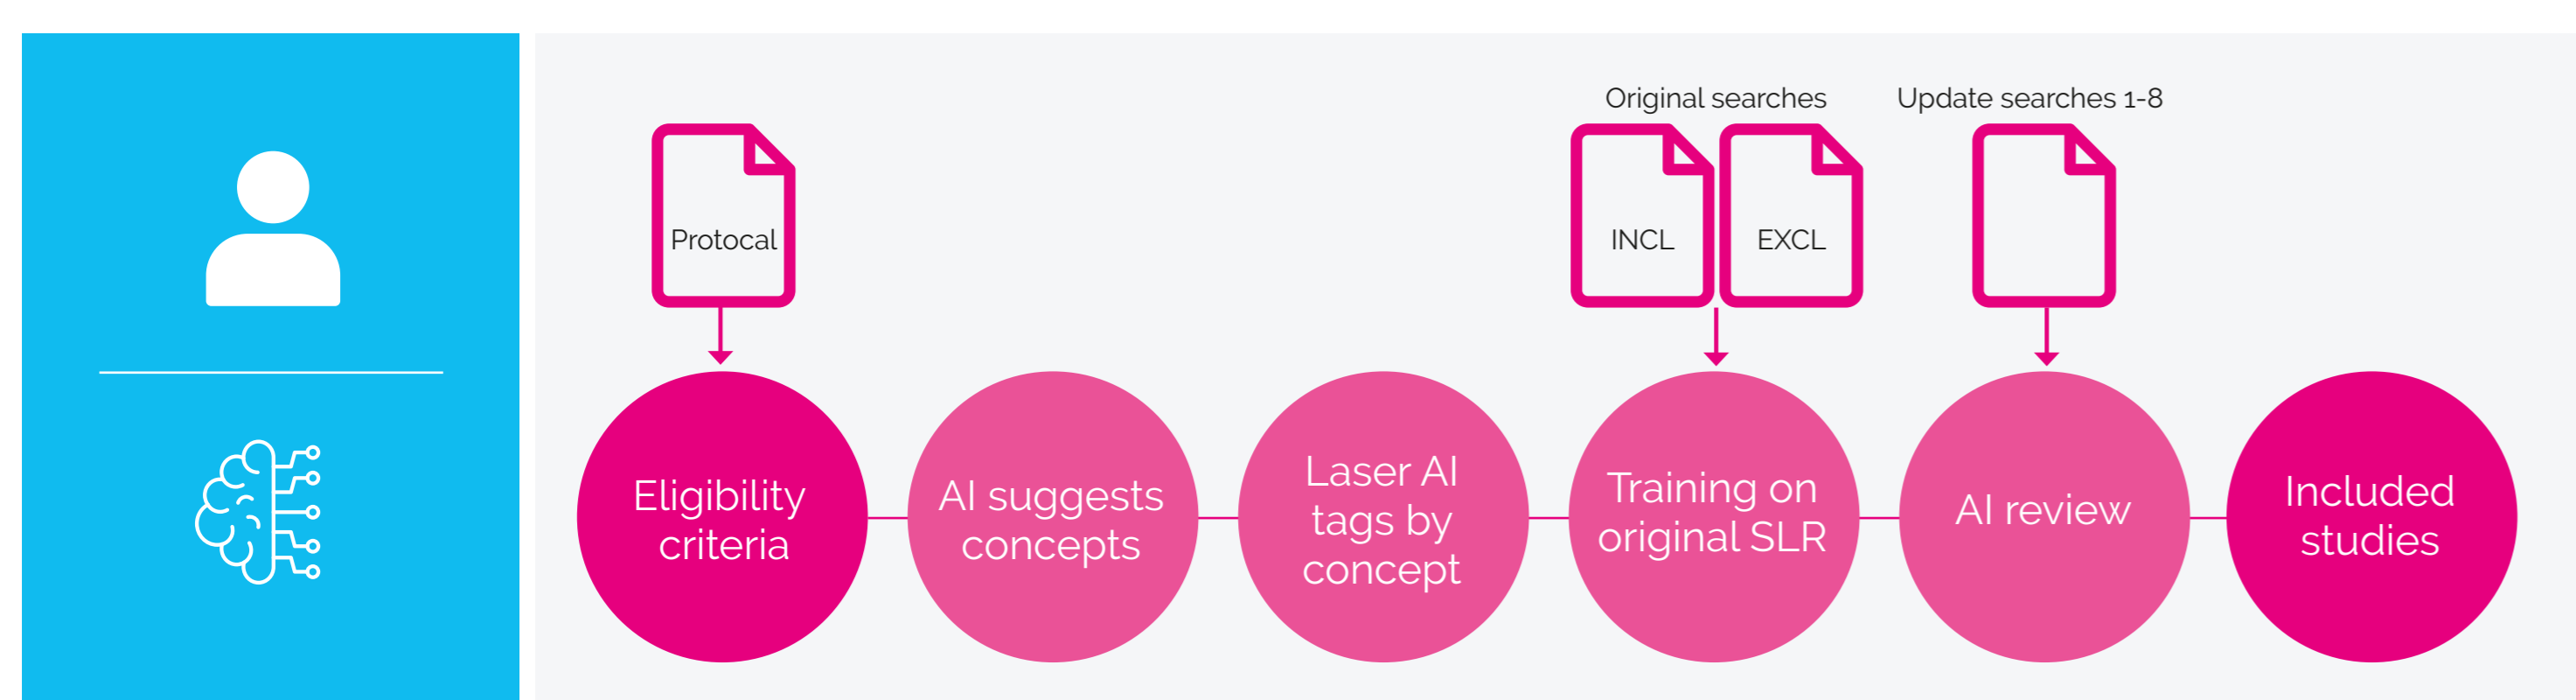 Original searches
Update searches 1-8
Protocal
INCL
EXCL
Eligibility
criteria
AI suggests
concepts
Laser AI
tags by
concept
Training on
original SLR
AI review
Included
studies